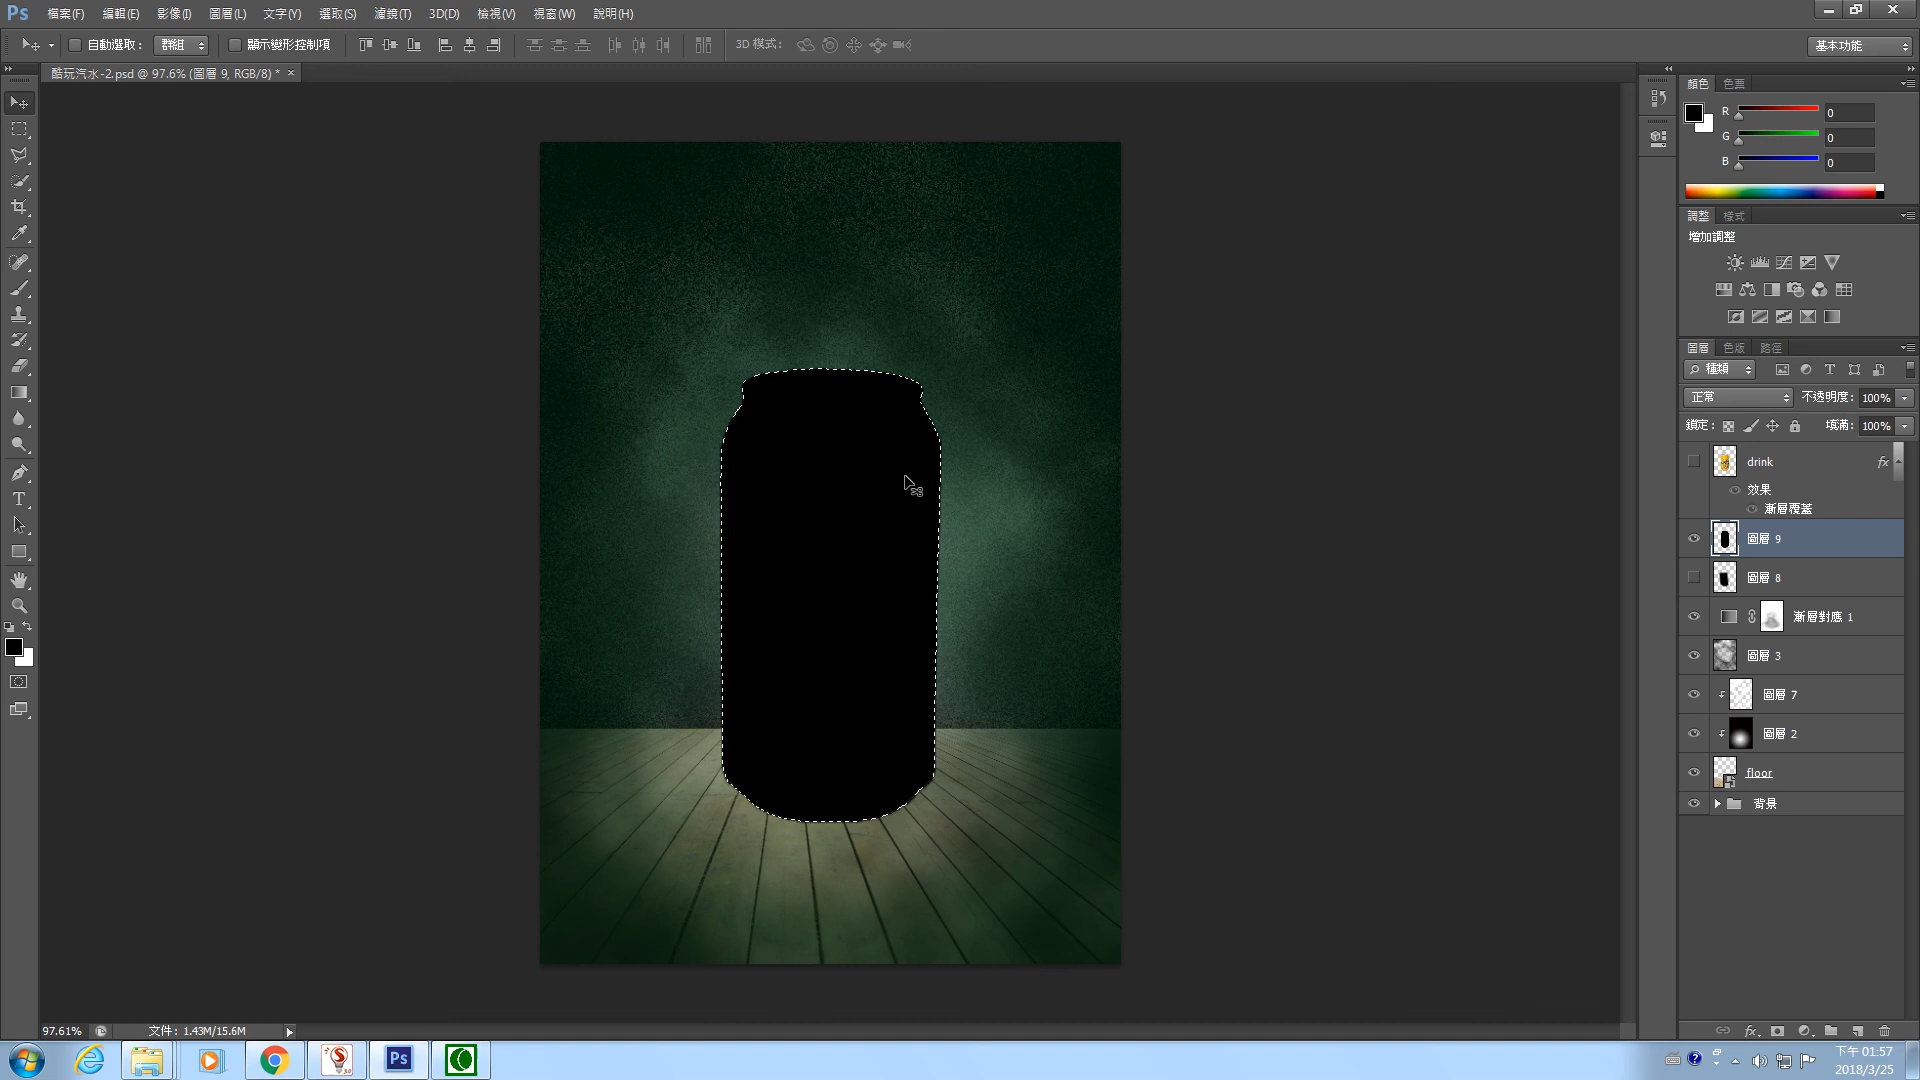 Ps 檔案(F) 編輯(E) 影像(I) 圖層(L) 文字(Y) 選取(S) 濾鏡(T) 3D(D) 檢視(V) 視窗(W) 說明(H)
自動選取： 群組 顯示變形控制項 3D 模式： 基本功能
酷玩汽水-2.psd @ 97.6% (圖層 9, RGB/8) * ×
顏色 色票
R 0
G 0
B 0
調整 樣式
增加調整
圖層 色版 路徑
種類
正常 不透明度： 100%
鎖定： 填滿： 100%
drink fx
效果
漸層覆蓋
圖層 9
圖層 8
漸層對應 1
圖層 3
圖層 7
圖層 2
floor
背景
97.61% 文件：1.43M/15.6M
下午 01:57
2018/3/25